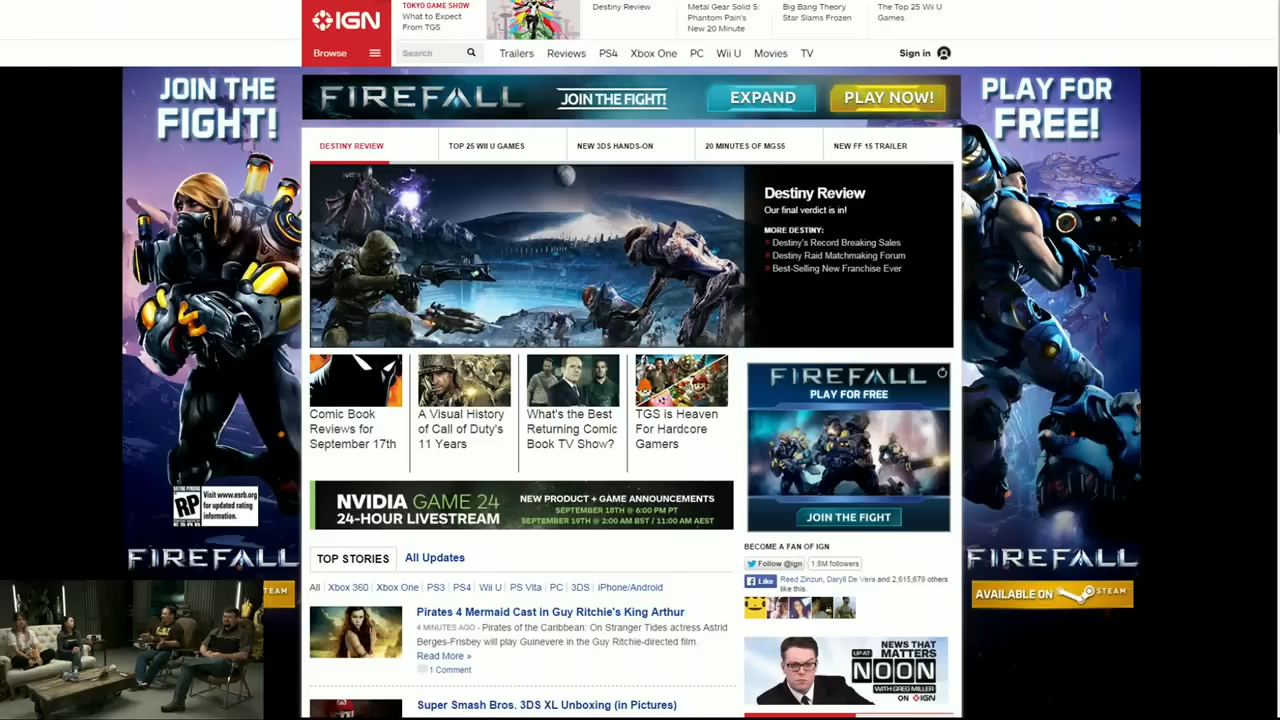 IGN
TOKYO GAME SHOW
What to Expect
From TGS
Destiny Review
Metal Gear Solid 5:
Phantom Pain's
New 20 Minute
Big Bang Theory
Star Slams Frozen
The Top 25 Wii U
Games
Browse
Search
Trailers
Reviews
PS4
Xbox One
PC
Wii U
Movies
TV
Sign in
JOIN THE
FIGHT!
FIREFALL
JOIN THE FIGHT!
EXPAND
PLAY NOW!
PLAY FOR
FREE!
DESTINY REVIEW
TOP 25 WII U GAMES
NEW 3DS HANDS-ON
20 MINUTES OF MGS5
NEW FF 15 TRAILER
Destiny Review
Our final verdict is in!
MORE DESTINY:
» Destiny's Record Breaking Sales
» Destiny Raid Matchmaking Forum
» Best-Selling New Franchise Ever
Comic Book
Reviews for
September 17th
A Visual History
of Call of Duty's
11 Years
What's the Best
Returning Comic
Book TV Show?
TGS is Heaven
For Hardcore
Gamers
FIREFALL
PLAY FOR FREE
JOIN THE FIGHT
NVIDIA GAME 24
24-HOUR LIVESTREAM
NEW PRODUCT + GAME ANNOUNCEMENTS
SEPTEMBER 18TH @ 6:00 PM PT
SEPTEMBER 19TH @ 2:00 AM BST / 11:00 AM AEST
RP
Visit www.esrb.org
for updated rating
information.
FIREFALL
TEAM
TOP STORIES
All Updates
All | Xbox 360 | Xbox One | PS3 | PS4 | Wii U | PS Vita | PC | 3DS | iPhone/Android
Pirates 4 Mermaid Cast in Guy Ritchie's King Arthur
4 MINUTES AGO - Pirates of the Caribbean: On Stranger Tides actress Astrid
Berges-Frisbey will play Guinevere in the Guy Ritchie-directed film.
Read More »
1 Comment
Super Smash Bros. 3DS XL Unboxing (in Pictures)
BECOME A FAN OF IGN
Follow @ign
1.8M followers
Like
Reed Zinzun, Daryll De Vera and 2,615,679 others
like this.
NEWS THAT
MATTERS
UP AT
NOON
WITH GREG MILLER
ON IGN
FIREFALL
AVAILABLE ON STEAM